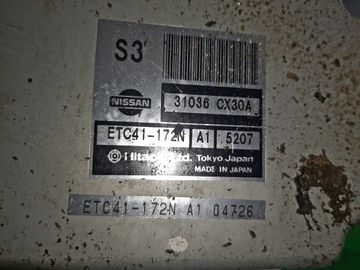 S3
NISSAN
31036 CX30A
ETC41-172N A1 5207
Hitachi, Ltd. Tokyo Japan
MADE IN JAPAN
ETC41-172N A1 04726